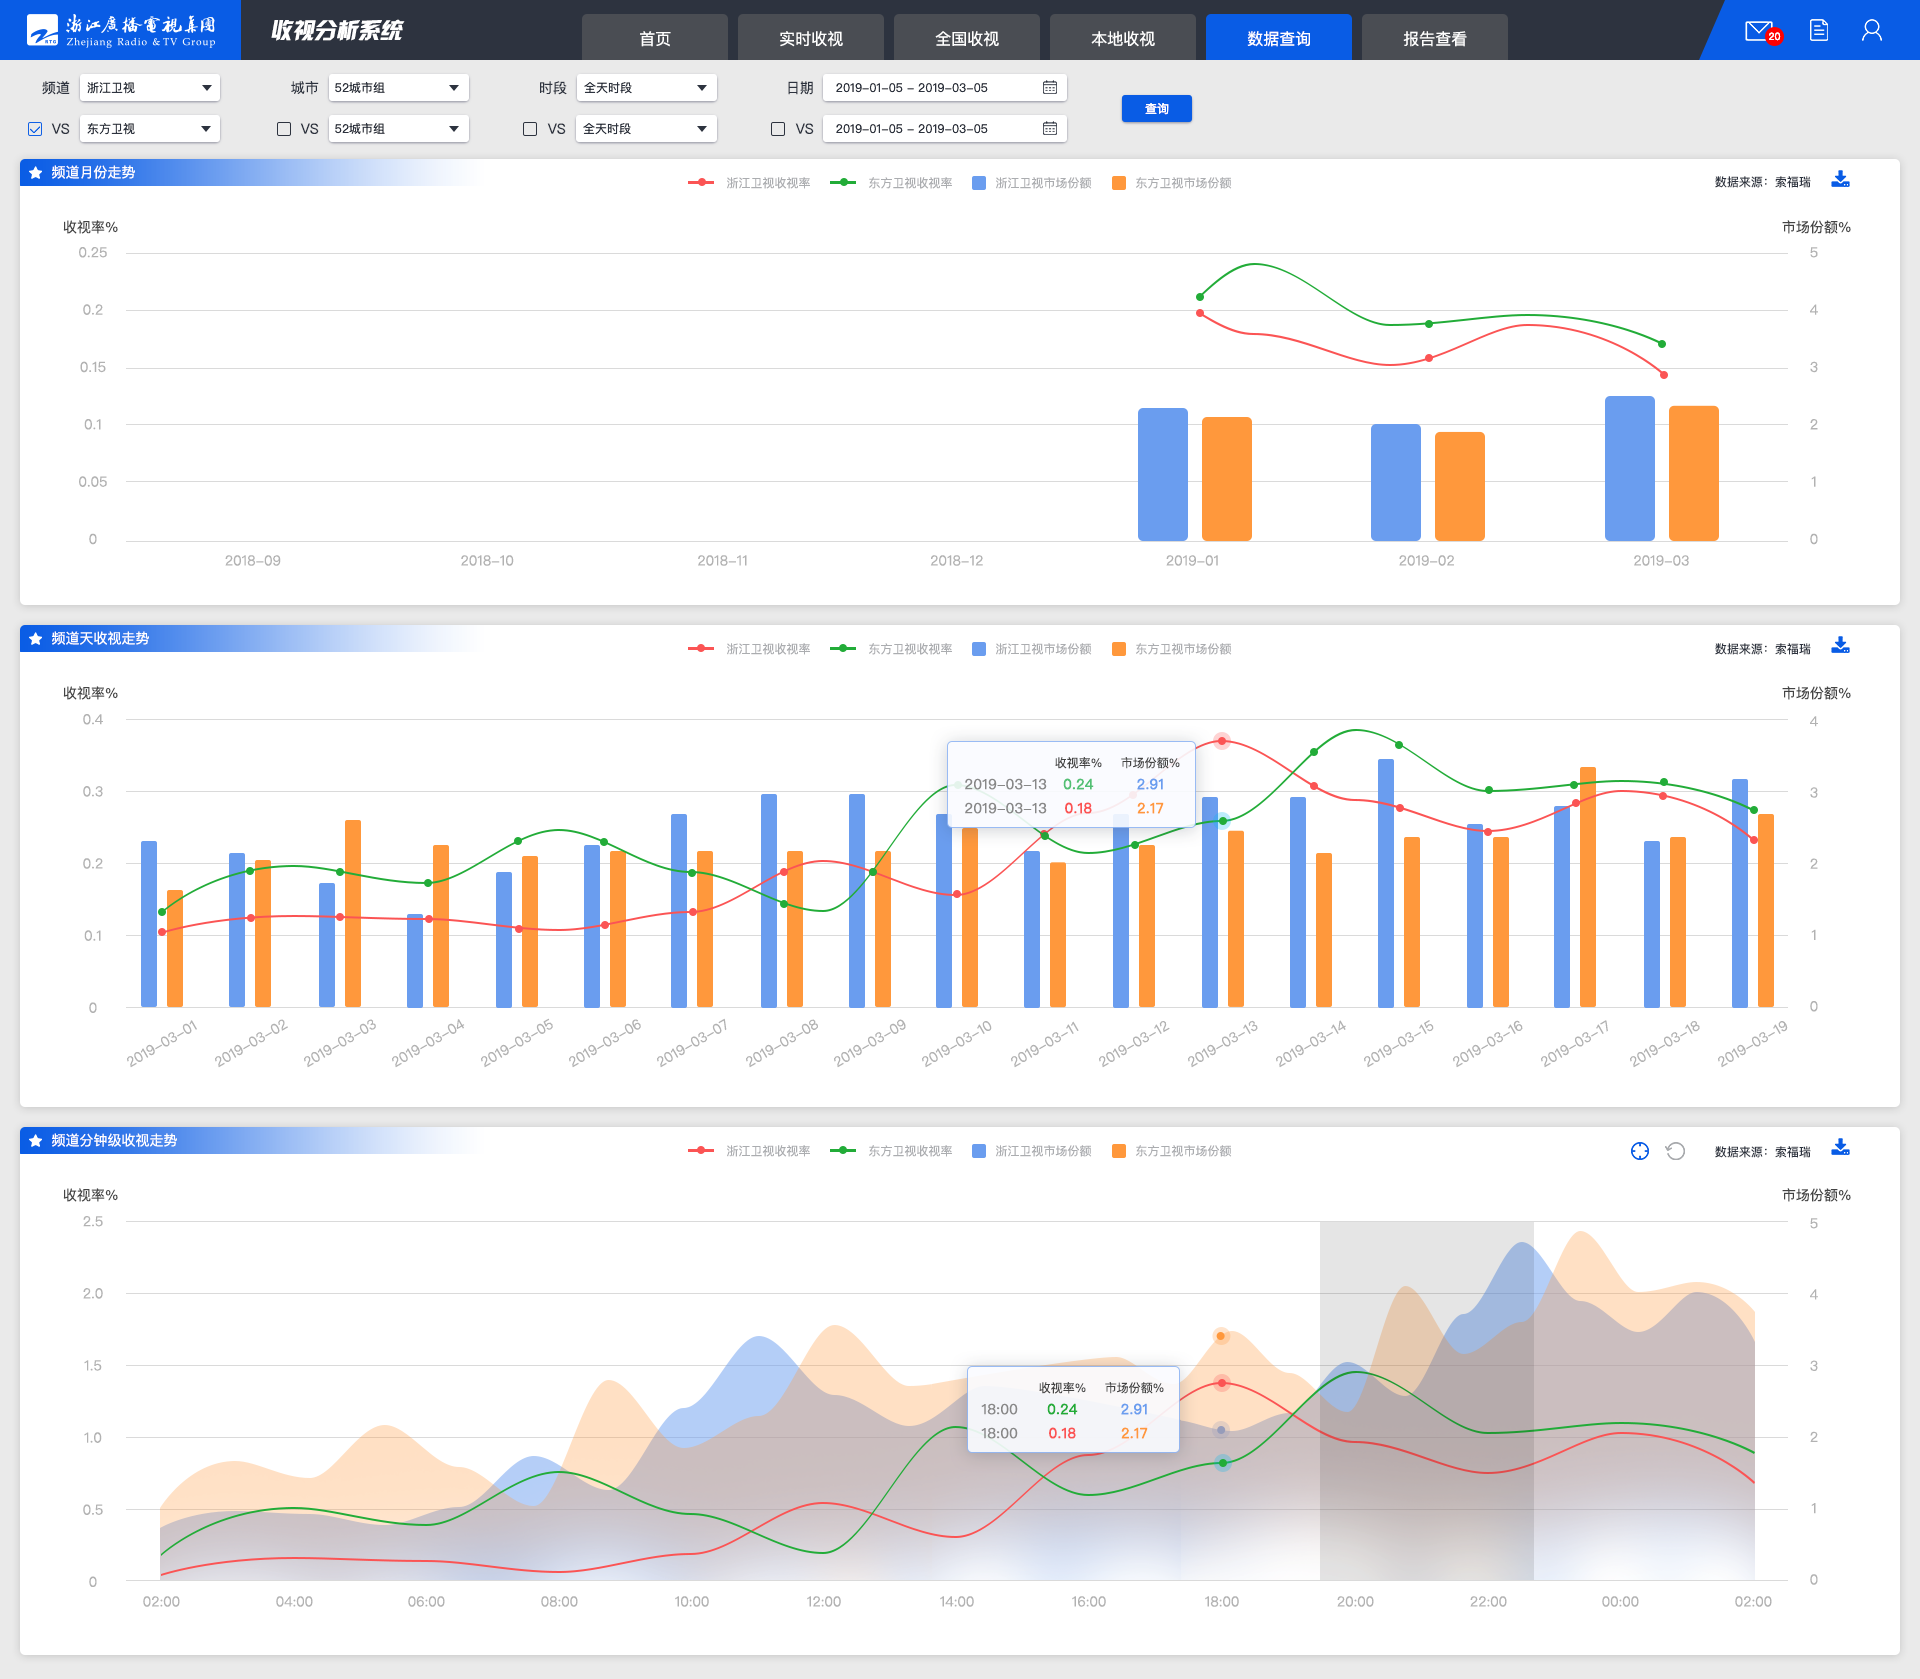 浙江廣播電視集團
Zhejiang Radio & TV Group
收视分析系统
首页
实时收视
全国收视
本地收视
数据查询
报告查看
20
频道 浙江卫视 城市 52城市组 时段 全天时段 日期 2019-01-05 - 2019-03-05
VS 东方卫视 VS 52城市组 VS 全天时段 VS 2019-01-05 - 2019-03-05
查询
频道月份走势
浙江卫视收视率 东方卫视收视率 浙江卫视市场份额 东方卫视市场份额
数据来源：索福瑞
收视率% 市场份额%
0.25 5
0.2 4
0.15 3
0.1 2
0.05 1
0 0
2018-09 2018-10 2018-11 2018-12 2019-01 2019-02 2019-03
频道天收视走势
浙江卫视收视率 东方卫视收视率 浙江卫视市场份额 东方卫视市场份额
数据来源：索福瑞
收视率% 市场份额%
0.4 4
0.3 3
0.2 2
0.1 1
0 0
收视率% 市场份额%
2019-03-13 0.24 2.91
2019-03-13 0.18 2.17
2019-03-01 2019-03-02 2019-03-03 2019-03-04 2019-03-05 2019-03-06 2019-03-07 2019-03-08 2019-03-09 2019-03-10 2019-03-11 2019-03-12 2019-03-13 2019-03-14 2019-03-15 2019-03-16 2019-03-17 2019-03-18 2019-03-19
频道分钟级收视走势
浙江卫视收视率 东方卫视收视率 浙江卫视市场份额 东方卫视市场份额
数据来源：索福瑞
收视率% 市场份额%
2.5 5
2.0 4
1.5 3
1.0 2
0.5 1
0 0
收视率% 市场份额%
18:00 0.24 2.91
18:00 0.18 2.17
02:00 04:00 06:00 08:00 10:00 12:00 14:00 16:00 18:00 20:00 22:00 00:00 02:00